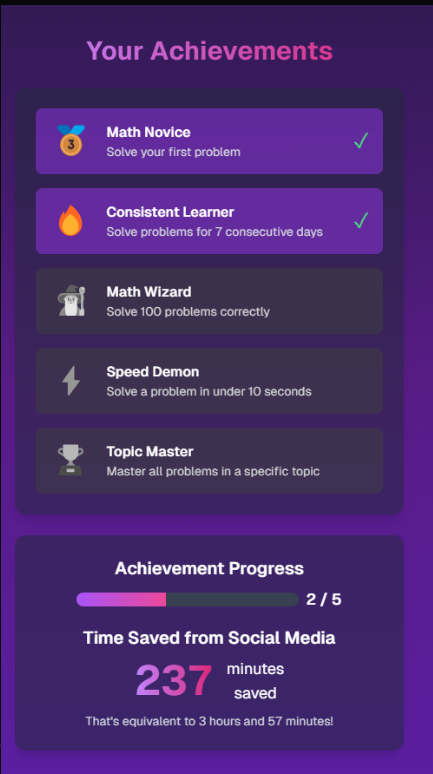 Your Achievements
3
Math Novice
Solve your first problem
Consistent Learner
Solve problems for 7 consecutive days
Math Wizard
Solve 100 problems correctly
Speed Demon
Solve a problem in under 10 seconds
Topic Master
Master all problems in a specific topic
Achievement Progress
2 / 5
Time Saved from Social Media
237 minutes
saved
That's equivalent to 3 hours and 57 minutes!